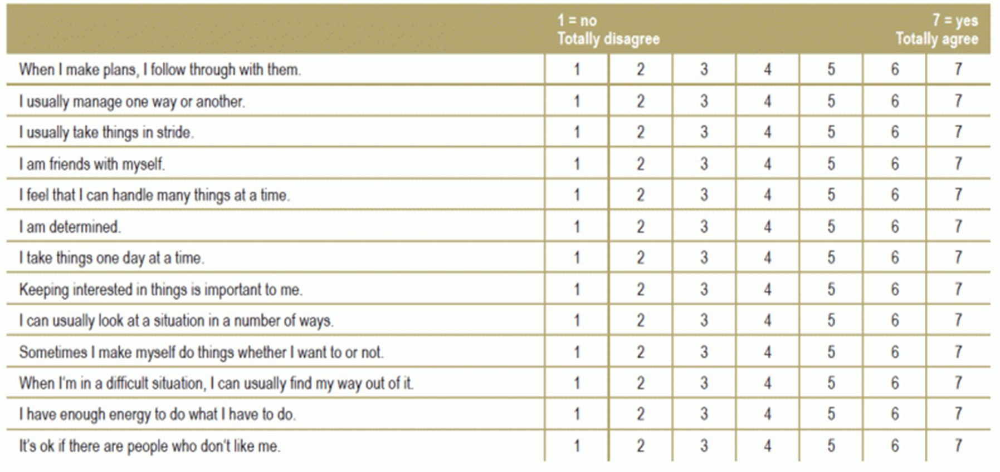 1 = no 7 = yes
Totally disagree Totally agree
When I make plans, I follow through with them. 1 2 3 4 5 6 7
I usually manage one way or another. 1 2 3 4 5 6 7
I usually take things in stride. 1 2 3 4 5 6 7
I am friends with myself. 1 2 3 4 5 6 7
I feel that I can handle many things at a time. 1 2 3 4 5 6 7
I am determined. 1 2 3 4 5 6 7
I take things one day at a time. 1 2 3 4 5 6 7
Keeping interested in things is important to me. 1 2 3 4 5 6 7
I can usually look at a situation in a number of ways. 1 2 3 4 5 6 7
Sometimes I make myself do things whether I want to or not. 1 2 3 4 5 6 7
When I'm in a difficult situation, I can usually find my way out of it. 1 2 3 4 5 6 7
I have enough energy to do what I have to do. 1 2 3 4 5 6 7
It's ok if there are people who don't like me. 1 2 3 4 5 6 7